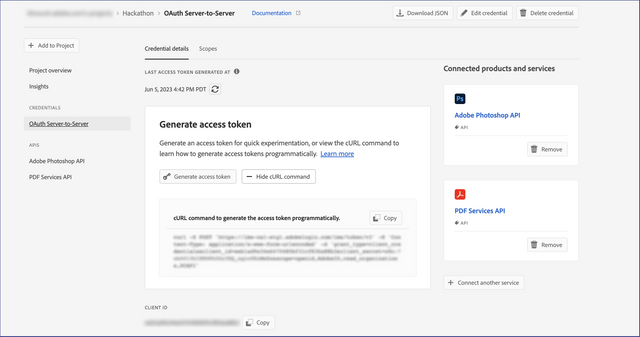 Hackathon > OAuth Server-to-Server
Documentation
Download JSON
Edit credential
Delete credential
+ Add to Project
Project overview
Insights
CREDENTIALS
OAuth Server-to-Server
APIS
Adobe Photoshop API
PDF Services API
Credential details
Scopes
LAST ACCESS TOKEN GENERATED AT
Jun 5, 2023 4:42 PM PDT
Generate access token
Generate an access token for quick experimentation, or view the cURL command to
learn how to generate access tokens programmatically. Learn more
Generate access token
Hide cURL command
cURL command to generate the access token programmatically.
Copy
CLIENT ID
Copy
Connected products and services
Ps
Adobe Photoshop API
API
Remove
PDF Services API
API
Remove
+ Connect another service